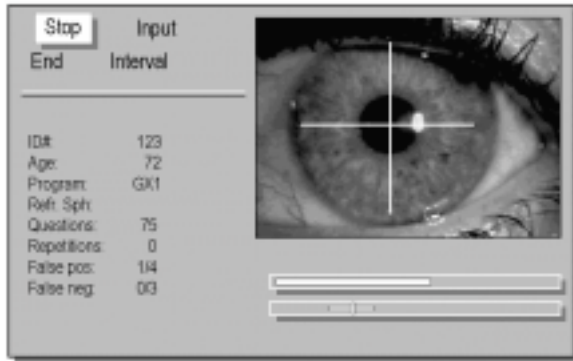 Stop Input
End Interval
ID#: 123
Age: 72
Program: GX1
Refr. Sph:
Questions: 75
Repetitions: 0
False pos: 1/4
False neg: 0/3